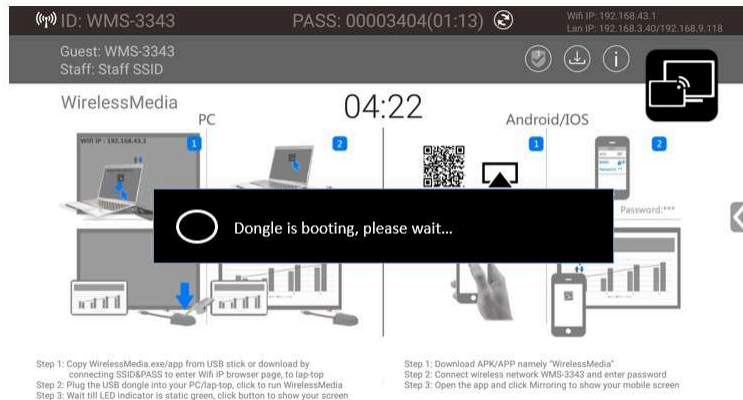 ID: WMS-3343
PASS: 00003404(01:13)
Wifi IP: 192.168.43.1
Lan IP: 192.168.3.40/192.168.9.118
Guest: WMS-3343
Staff: Staff SSID
WirelessMedia
04:22
PC
Android/IOS
Wifi IP : 192.168.43.1
1
2
1
2
Password:***
Dongle is booting, please wait...
Step 1: Copy WirelessMedia.exe/app from USB stick or download by
connecting SSID&PASS to enter Wifi IP browser page, to lap-top
Step 2: Plug the USB dongle into your PC/lap-top, click to run WirelessMedia
Step 3: Wait till LED indicator is static green, click button to show your screen
Step 1: Download APK/APP namely "WirelessMedia"
Step 2: Connect wireless network WMS-3343 and enter password
Step 3: Open the app and click Mirroring to show your mobile screen